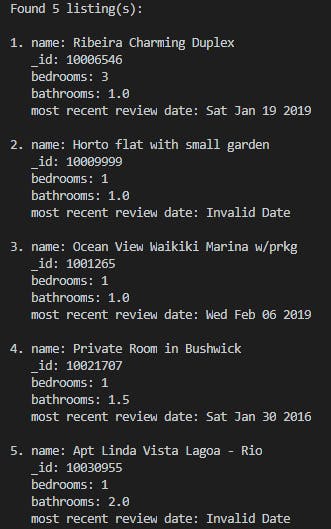 Found 5 listing(s):
1. name: Ribeira Charming Duplex
_id: 10006546
bedrooms: 3
bathrooms: 1.0
most recent review date: Sat Jan 19 2019
2. name: Horto flat with small garden
_id: 10009999
bedrooms: 1
bathrooms: 1.0
most recent review date: Invalid Date
3. name: Ocean View Waikiki Marina w/prkg
_id: 1001265
bedrooms: 1
bathrooms: 1.0
most recent review date: Wed Feb 06 2019
4. name: Private Room in Bushwick
_id: 10021707
bedrooms: 1
bathrooms: 1.5
most recent review date: Sat Jan 30 2016
5. name: Apt Linda Vista Lagoa - Rio
_id: 10030955
bedrooms: 1
bathrooms: 2.0
most recent review date: Invalid Date